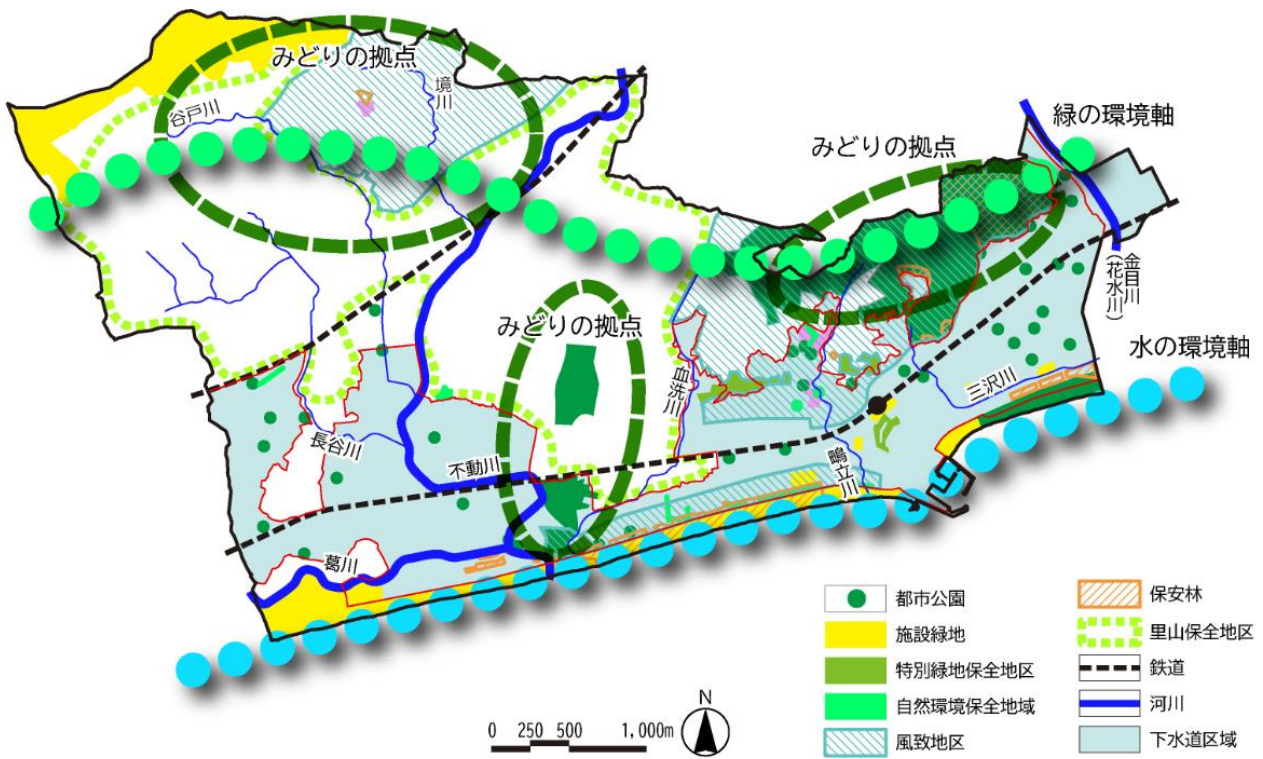 みどりの拠点
境川
谷戸川
緑の環境軸
みどりの拠点
金目川
(花水川)
みどりの拠点
水の環境軸
血洗川
三沢川
長谷川
不動川
鴫立川
葛川
都市公園
施設緑地
特別緑地保全地区
自然環境保全地域
風致地区
保安林
里山保全地区
鉄道
河川
下水道区域
N
0 250 500 1,000m